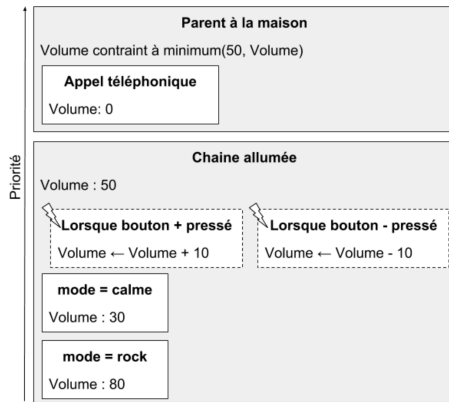 Parent à la maison
Volume contraint à minimum(50, Volume)
Appel téléphonique
Volume: 0
Priorité
Chaine allumée
Volume : 50
Lorsque bouton + pressé
Volume ← Volume + 10
Lorsque bouton - pressé
Volume ← Volume - 10
mode = calme
Volume : 30
mode = rock
Volume : 80